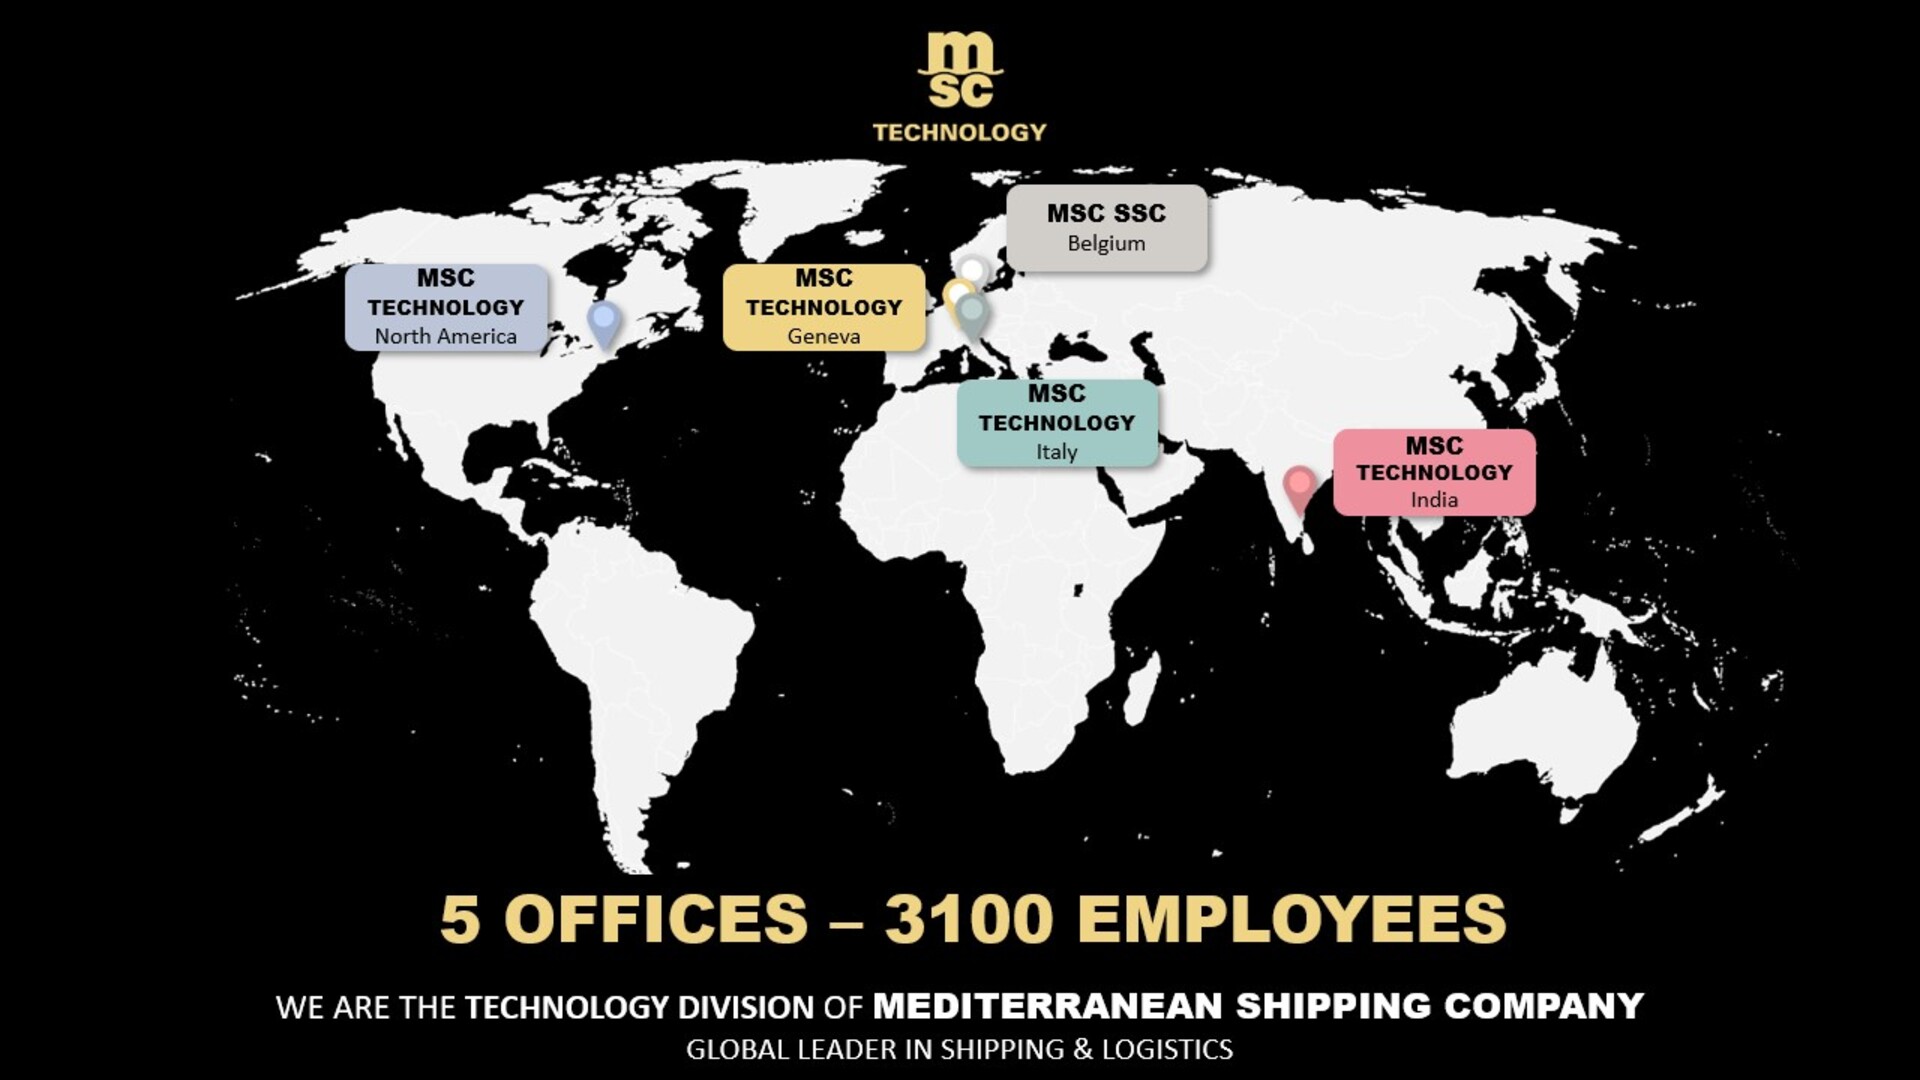 msc
TECHNOLOGY
MSC SSC
Belgium
MSC
TECHNOLOGY
North America
MSC
TECHNOLOGY
Geneva
MSC
TECHNOLOGY
Italy
MSC
TECHNOLOGY
India
5 OFFICES – 3100 EMPLOYEES
WE ARE THE TECHNOLOGY DIVISION OF MEDITERRANEAN SHIPPING COMPANY
GLOBAL LEADER IN SHIPPING & LOGISTICS